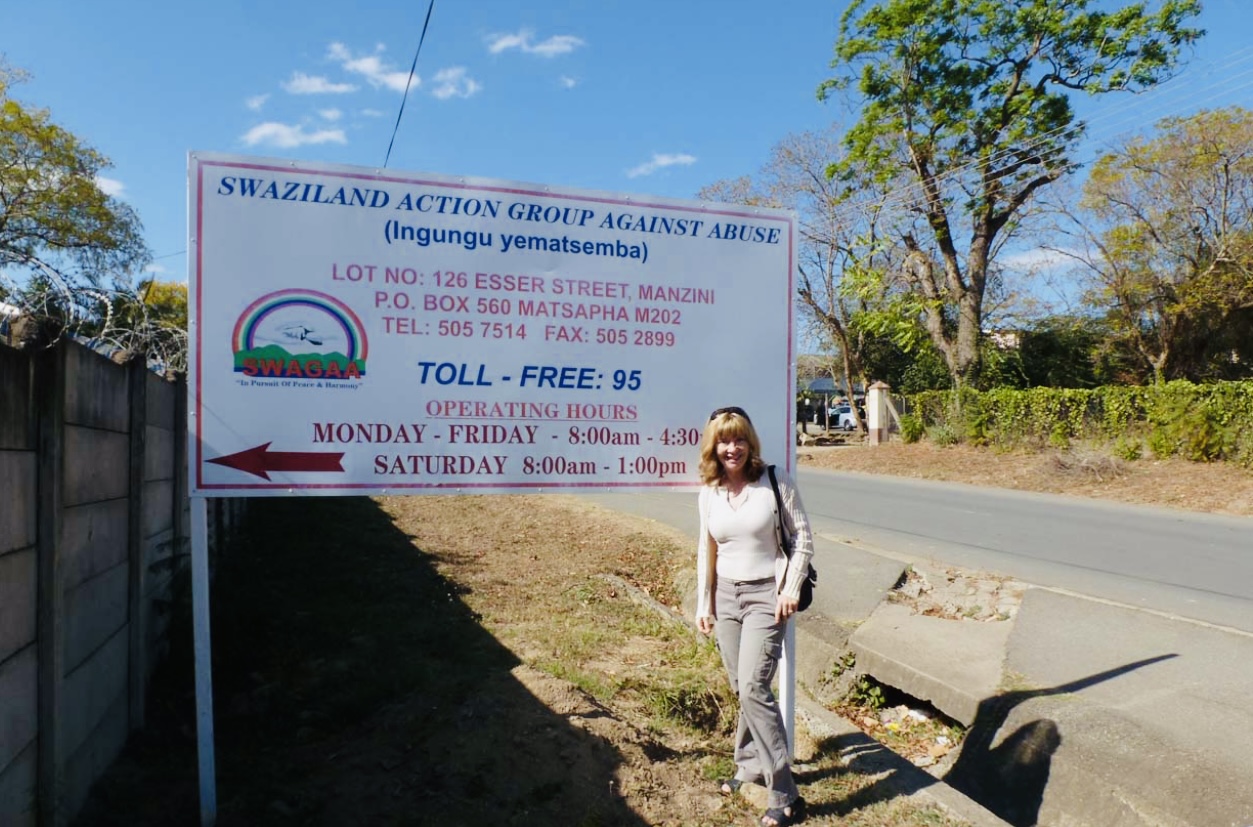 SWAZILAND ACTION GROUP AGAINST ABUSE
(Ingungu yematsemba)
LOT NO: 126 ESSER STREET, MANZINI
P.O. BOX 560 MATSAPHA M202
TEL: 505 7514 FAX: 505 2899
SWAGAA
"In Pursuit Of Peace & Harmony"
TOLL - FREE: 95
OPERATING HOURS
MONDAY - FRIDAY - 8:00am - 4:30
SATURDAY 8:00am - 1:00pm